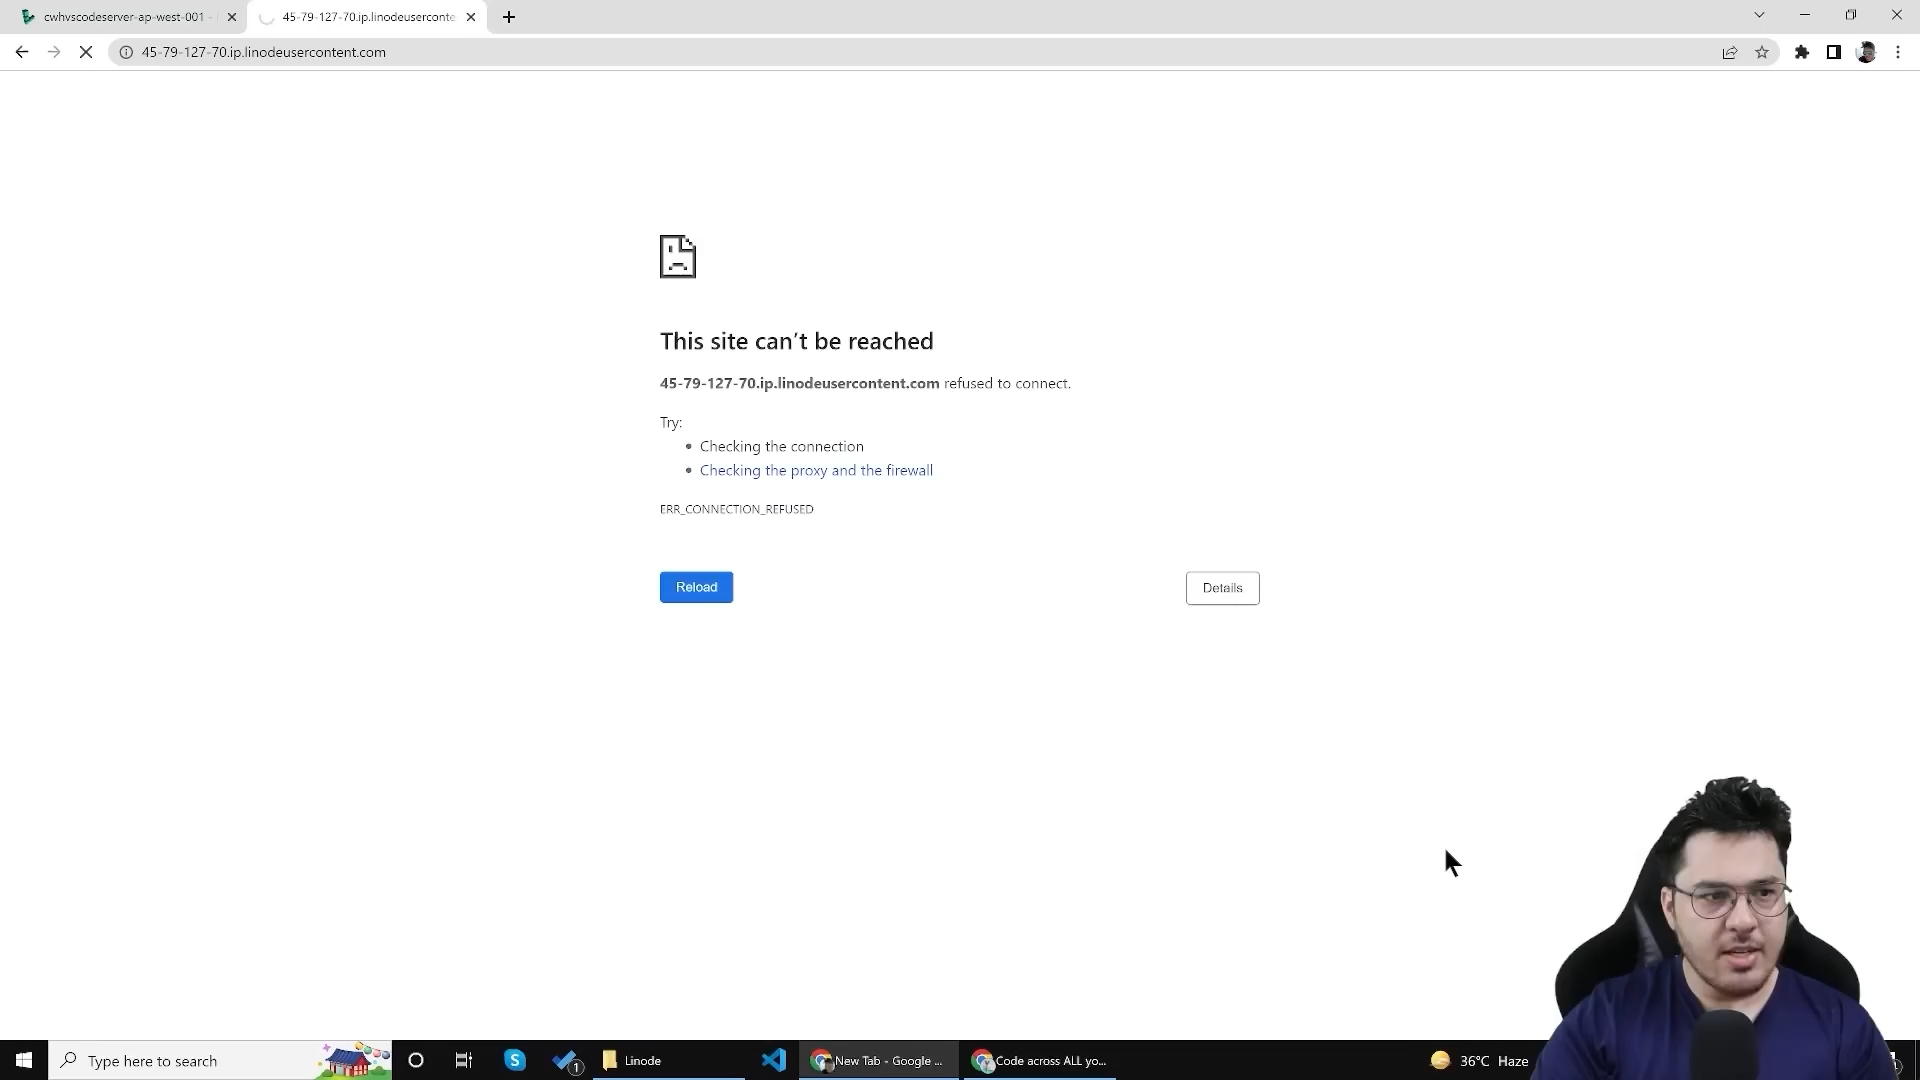 cwhvscodeserver-ap-west-001 -
45-79-127-70.ip.linodeuserconte
45-79-127-70.ip.linodeusercontent.com
This site can’t be reached
45-79-127-70.ip.linodeusercontent.com refused to connect.
Try:
Checking the connection
Checking the proxy and the firewall
ERR_CONNECTION_REFUSED
Reload
Details
Type here to search
S
1
Linode
New Tab - Google ...
Code across ALL yo...
36°C Haze